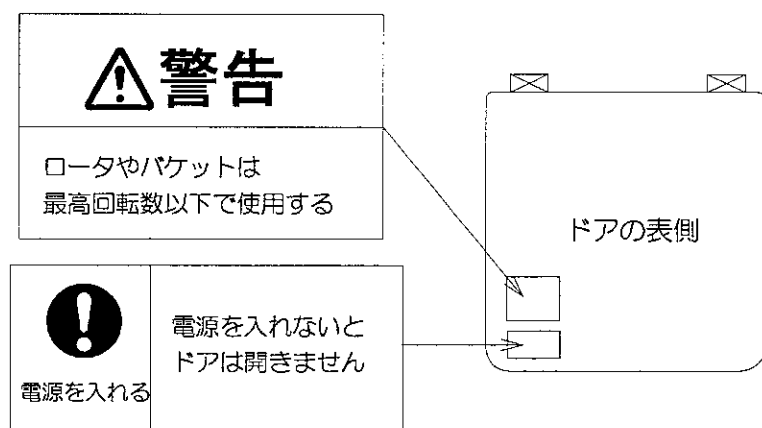 警告
ロータやバケットは
最高回転数以下で使用する
ドアの表側
電源を入れる
電源を入れないと
ドアは開きません